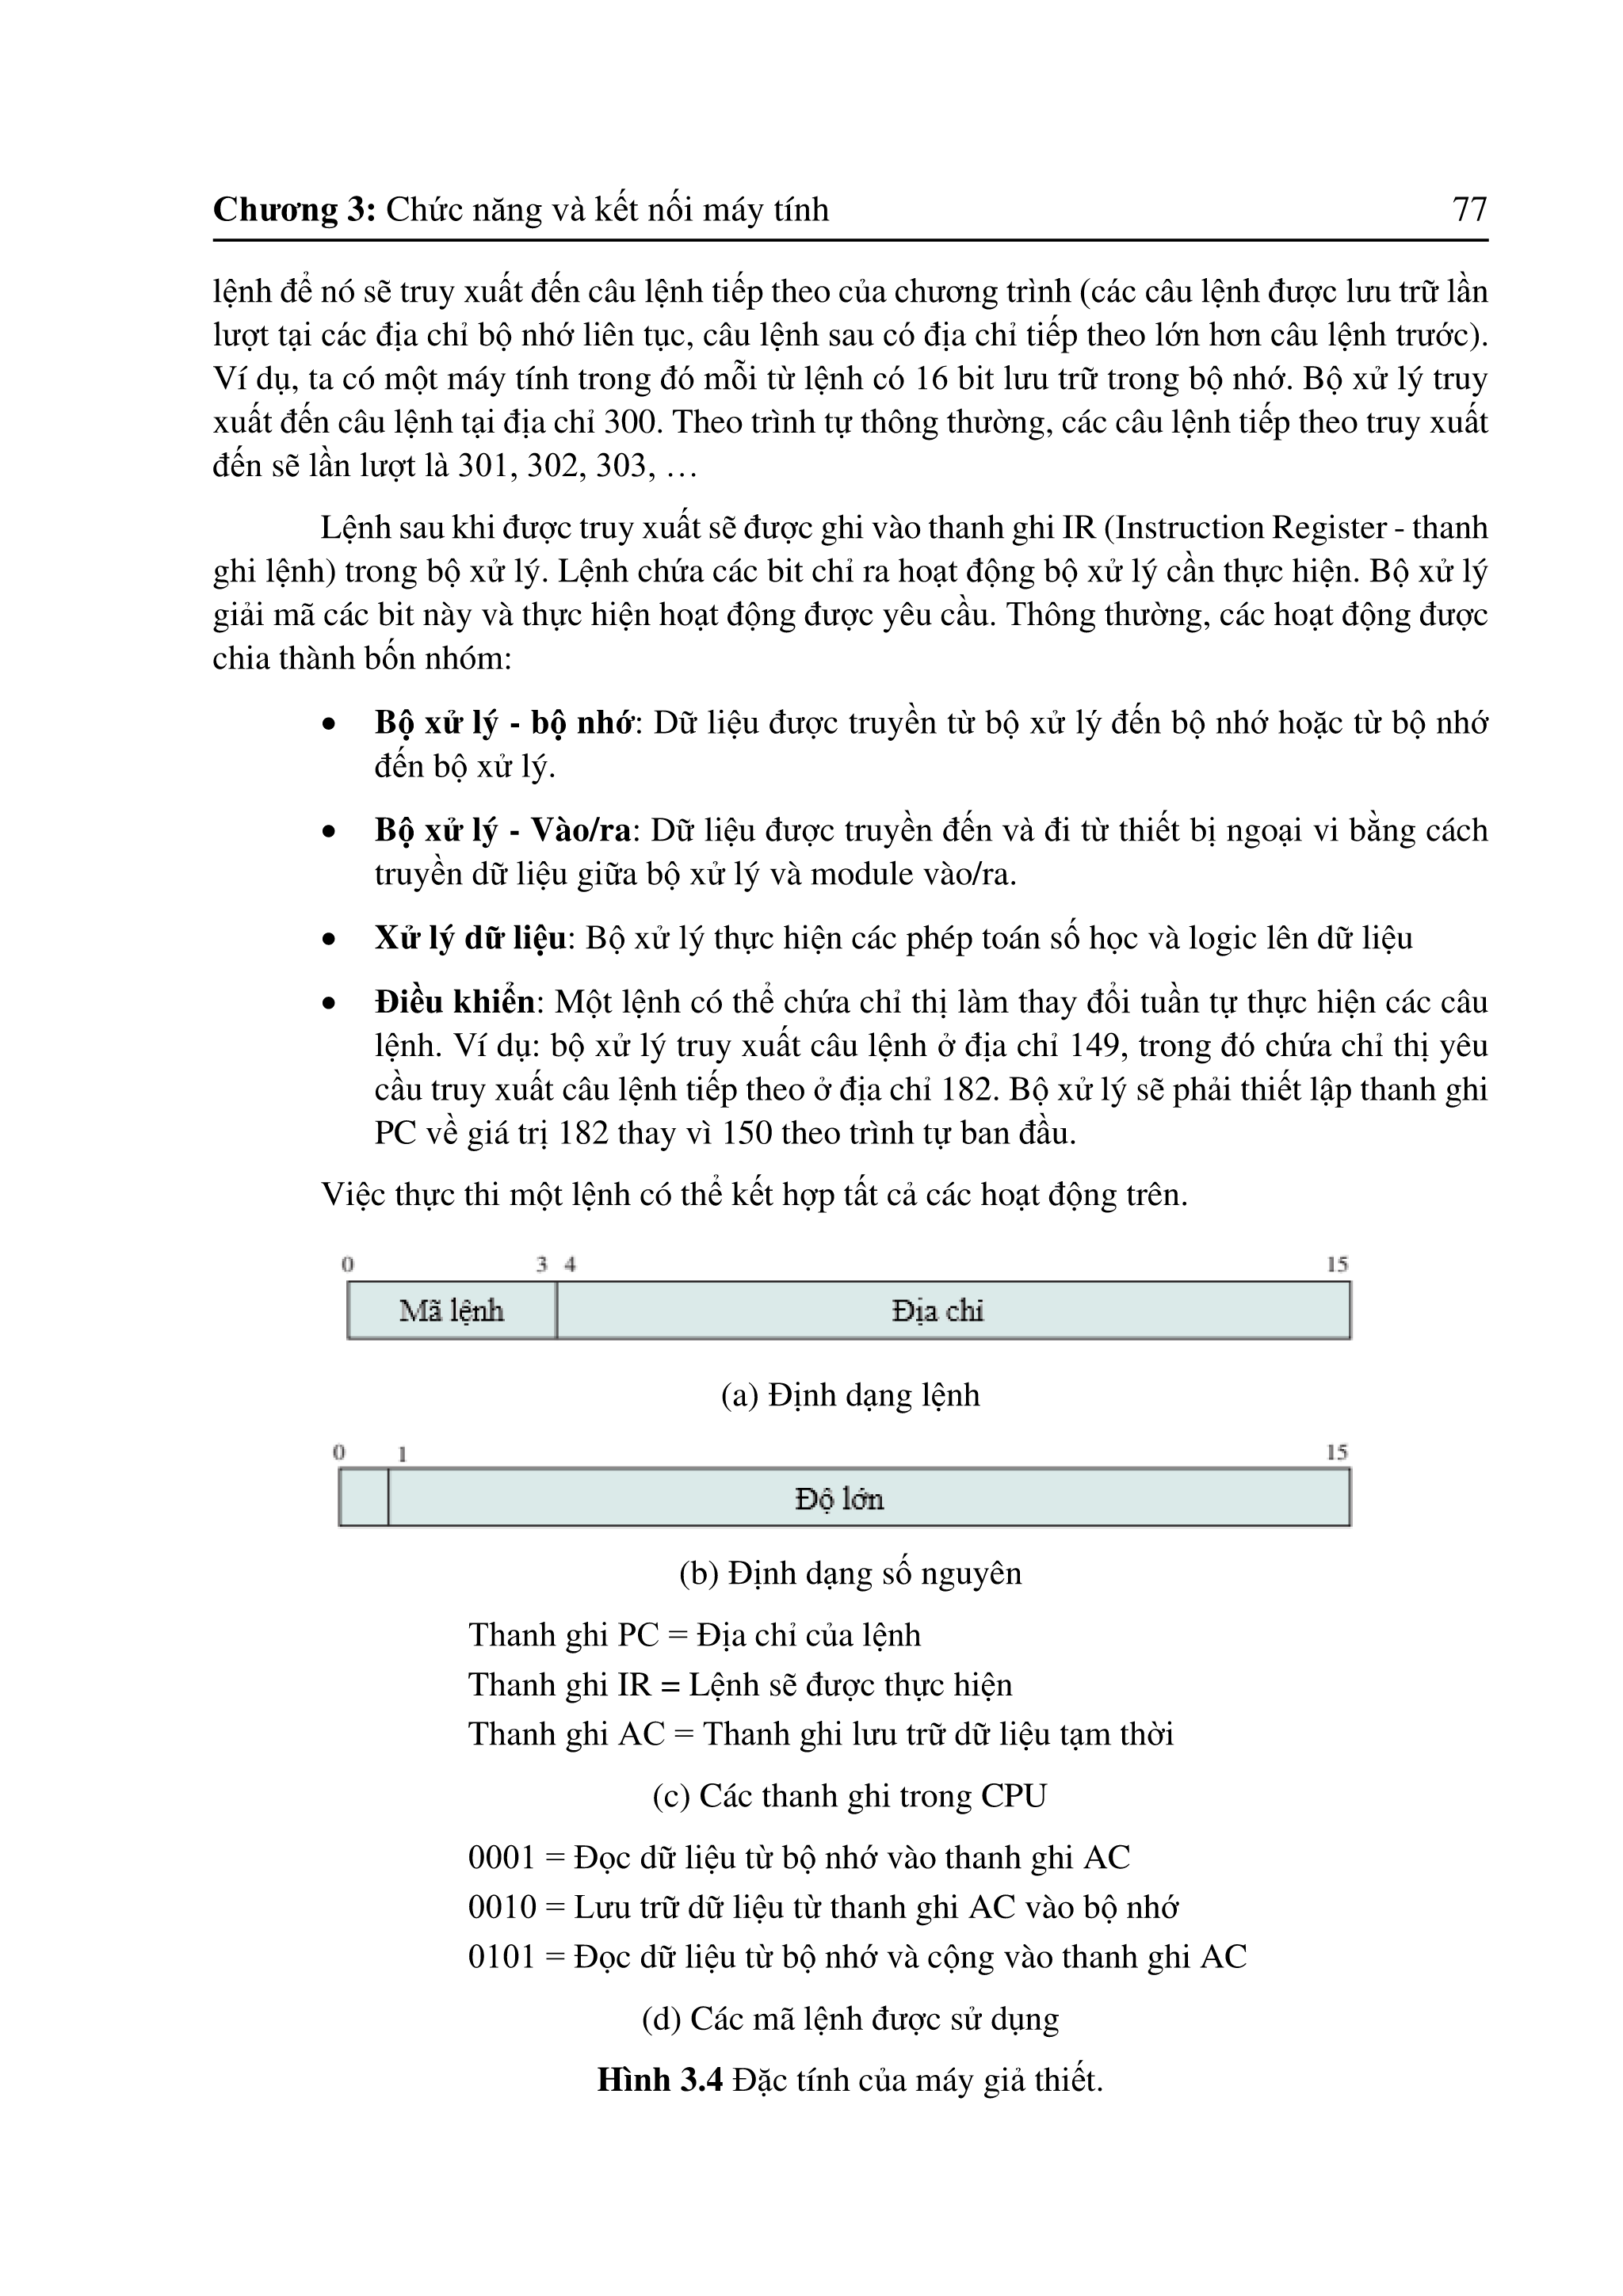 Chương 3: Chức năng và kết nối máy tính 77
lệnh để nó sẽ truy xuất đến câu lệnh tiếp theo của chương trình (các câu lệnh được lưu trữ lần
lượt tại các địa chỉ bộ nhớ liên tục, câu lệnh sau có địa chỉ tiếp theo lớn hơn câu lệnh trước).
Ví dụ, ta có một máy tính trong đó mỗi từ lệnh có 16 bit lưu trữ trong bộ nhớ. Bộ xử lý truy
xuất đến câu lệnh tại địa chỉ 300. Theo trình tự thông thường, các câu lệnh tiếp theo truy xuất
đến sẽ lần lượt là 301, 302, 303, …
Lệnh sau khi được truy xuất sẽ được ghi vào thanh ghi IR (Instruction Register - thanh
ghi lệnh) trong bộ xử lý. Lệnh chứa các bit chỉ ra hoạt động bộ xử lý cần thực hiện. Bộ xử lý
giải mã các bit này và thực hiện hoạt động được yêu cầu. Thông thường, các hoạt động được
chia thành bốn nhóm:
• Bộ xử lý - bộ nhớ: Dữ liệu được truyền từ bộ xử lý đến bộ nhớ hoặc từ bộ nhớ
đến bộ xử lý.
• Bộ xử lý - Vào/ra: Dữ liệu được truyền đến và đi từ thiết bị ngoại vi bằng cách
truyền dữ liệu giữa bộ xử lý và module vào/ra.
• Xử lý dữ liệu: Bộ xử lý thực hiện các phép toán số học và logic lên dữ liệu
• Điều khiển: Một lệnh có thể chứa chỉ thị làm thay đổi tuần tự thực hiện các câu
lệnh. Ví dụ: bộ xử lý truy xuất câu lệnh ở địa chỉ 149, trong đó chứa chỉ thị yêu
cầu truy xuất câu lệnh tiếp theo ở địa chỉ 182. Bộ xử lý sẽ phải thiết lập thanh ghi
PC về giá trị 182 thay vì 150 theo trình tự ban đầu.
Việc thực thi một lệnh có thể kết hợp tất cả các hoạt động trên.
0 3 4 15
Mã lệnh Địa chỉ
(a) Định dạng lệnh
0 1 15
Độ lớn
(b) Định dạng số nguyên
Thanh ghi PC = Địa chỉ của lệnh
Thanh ghi IR = Lệnh sẽ được thực hiện
Thanh ghi AC = Thanh ghi lưu trữ dữ liệu tạm thời
(c) Các thanh ghi trong CPU
0001 = Đọc dữ liệu từ bộ nhớ vào thanh ghi AC
0010 = Lưu trữ dữ liệu từ thanh ghi AC vào bộ nhớ
0101 = Đọc dữ liệu từ bộ nhớ và cộng vào thanh ghi AC
(d) Các mã lệnh được sử dụng
Hình 3.4 Đặc tính của máy giả thiết.